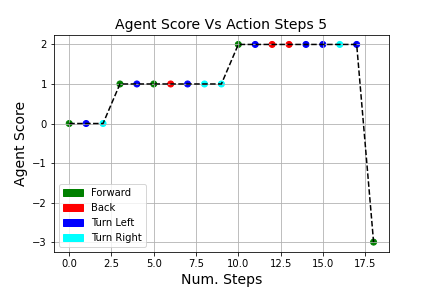 Agent Score Vs Action Steps 5
Agent Score
2
1
0
−1
−2
−3
Forward
Back
Turn Left
Turn Right
0.0 2.5 5.0 7.5 10.0 12.5 15.0 17.5
Num. Steps